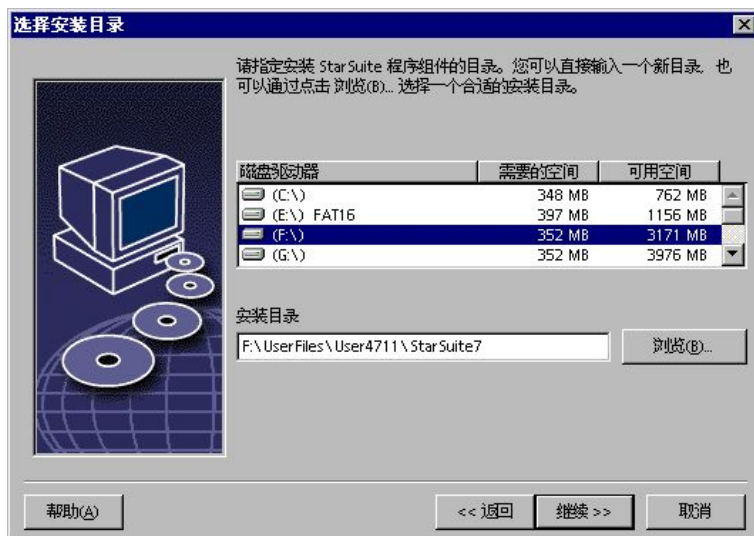 选择安装目录
请指定安装 StarSuite 程序组件的目录。您可以直接输入一个新目录，也
可以通过点击 浏览(B)... 选择一个合适的安装目录。
磁盘驱动器 需要的空间 可用空间
(C:\) 348 MB 762 MB
(E:\) FAT16 397 MB 1156 MB
(F:\) 352 MB 3171 MB
(G:\) 352 MB 3976 MB
安装目录
F:\UserFiles\User4711\StarSuite7
浏览(B)...
帮助(A) << 返回 继续 >> 取消